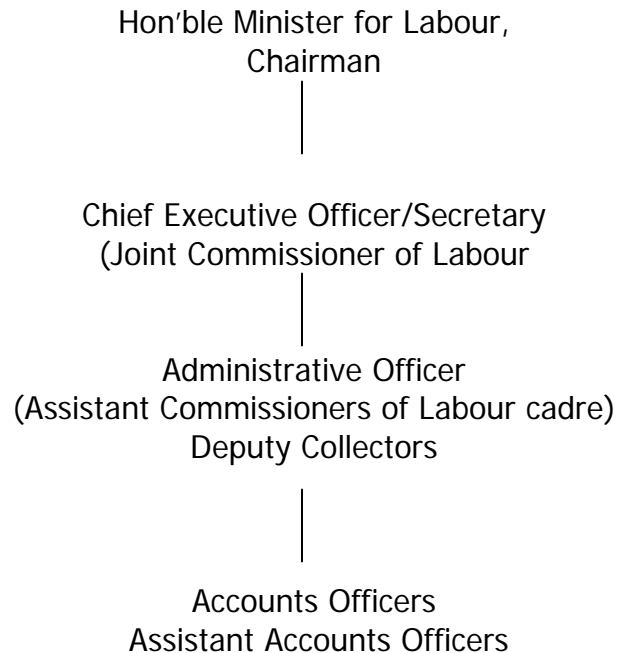 Hon'ble Minister for Labour,
Chairman
Chief Executive Officer/Secretary
(Joint Commissioner of Labour
Administrative Officer
(Assistant Commissioners of Labour cadre)
Deputy Collectors
Accounts Officers
Assistant Accounts Officers